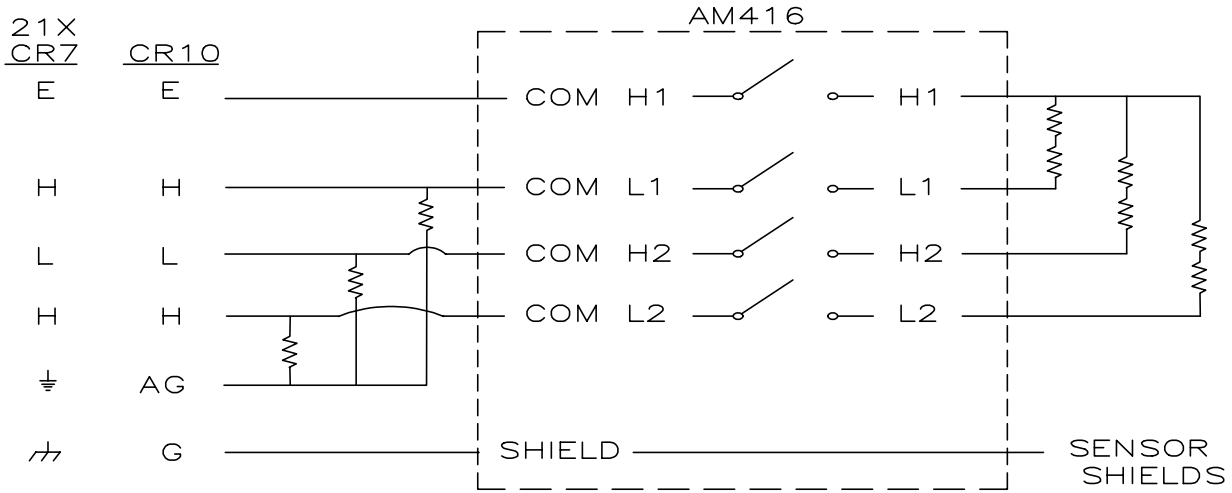 AM416
21X
CR7 CR10
E E COM H1 H1
H H COM L1 L1
L L COM H2 H2
H H COM L2 L2
AG
G SHIELD SENSOR
SHIELDS